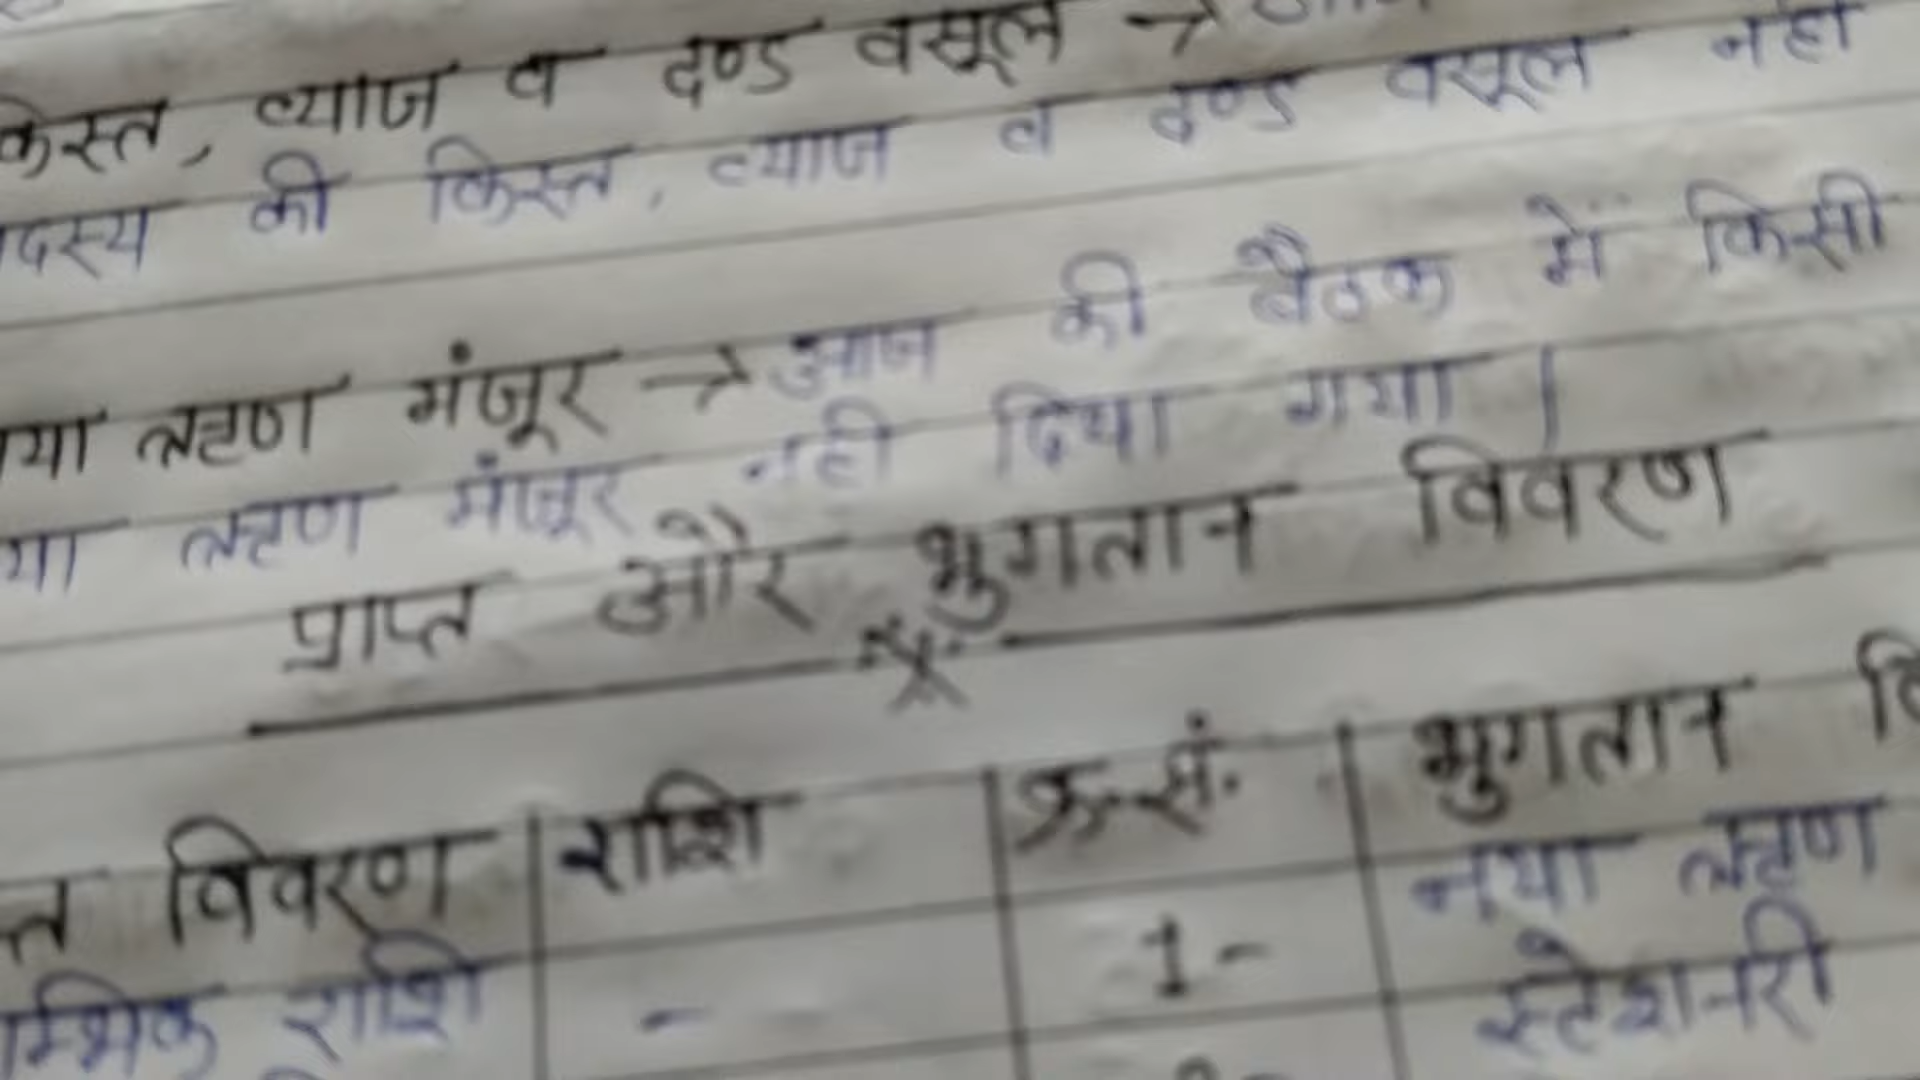 किस्त, ब्याज व दण्ड वसूल →
सदस्य की किस्त, ब्याज व दण्ड वसूल नही
नया ऋण मंजूर → आज की बैठक में किसी
या ऋण मंजूर नही दिया गया |
प्राप्त और भुगतान विवरण
विवरण राशि क्र.सं. भुगतान
राशि - 1- नया ऋण
स्टेशनरी